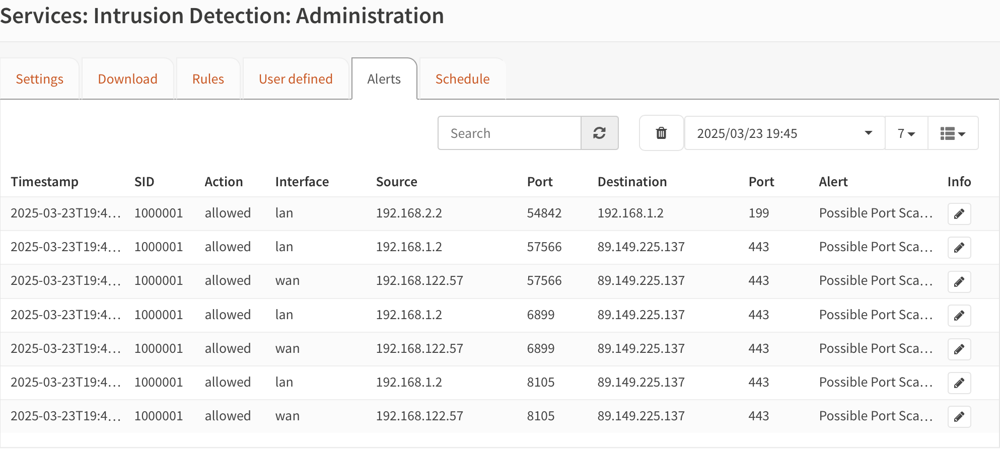 Services: Intrusion Detection: Administration
Settings Download Rules User defined Alerts Schedule
Search 2025/03/23 19:45 7
Timestamp SID Action Interface Source Port Destination Port Alert Info
2025-03-23T19:4… 1000001 allowed lan 192.168.2.2 54842 192.168.1.2 199 Possible Port Sca…
2025-03-23T19:4… 1000001 allowed lan 192.168.1.2 57566 89.149.225.137 443 Possible Port Sca…
2025-03-23T19:4… 1000001 allowed wan 192.168.122.57 57566 89.149.225.137 443 Possible Port Sca…
2025-03-23T19:4… 1000001 allowed lan 192.168.1.2 6899 89.149.225.137 443 Possible Port Sca…
2025-03-23T19:4… 1000001 allowed wan 192.168.122.57 6899 89.149.225.137 443 Possible Port Sca…
2025-03-23T19:4… 1000001 allowed lan 192.168.1.2 8105 89.149.225.137 443 Possible Port Sca…
2025-03-23T19:4… 1000001 allowed wan 192.168.122.57 8105 89.149.225.137 443 Possible Port Sca…